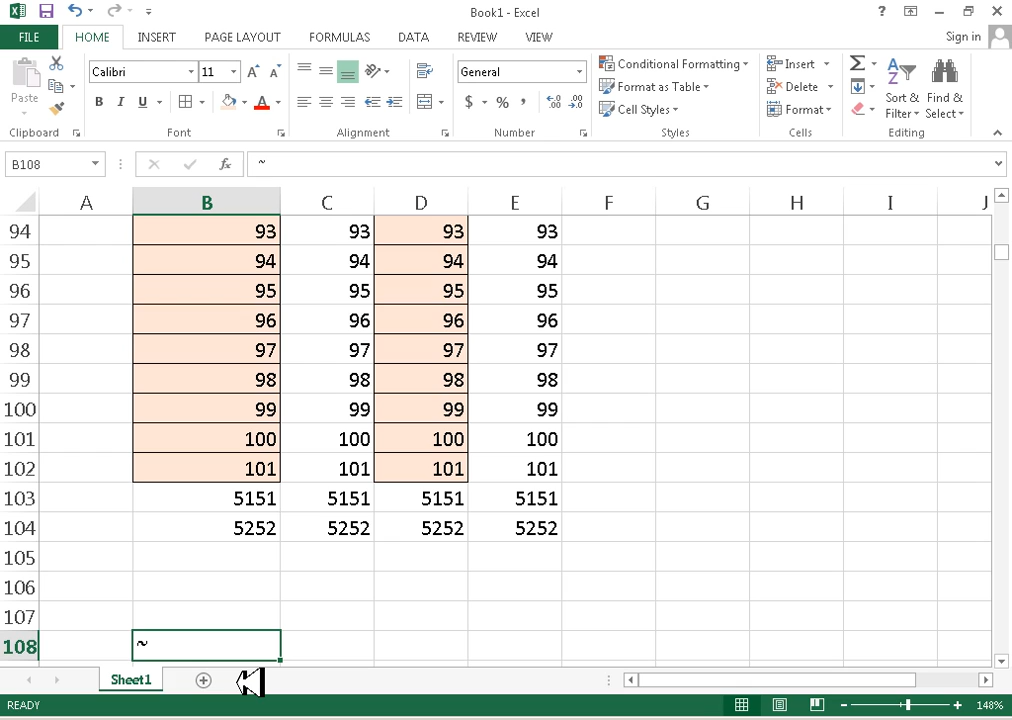 Book1 - Excel
?
FILE HOME INSERT PAGE LAYOUT FORMULAS DATA REVIEW VIEW Sign in
Paste
Calibri 11
B I U A
General
$ % , .00 .0
Conditional Formatting
Format as Table
Cell Styles
Insert
Delete
Format
Sort & Filter
Find & Select
Clipboard Font Alignment Number Styles Cells Editing
B108 fx ~
A B C D E F G H I J
94 93 93 93 93
95 94 94 94 94
96 95 95 95 95
97 96 96 96 96
98 97 97 97 97
99 98 98 98 98
100 99 99 99 99
101 100 100 100 100
102 101 101 101 101
103 5151 5151 5151 5151
104 5252 5252 5252 5252
105
106
107
108 ~
Sheet1
READY 148%